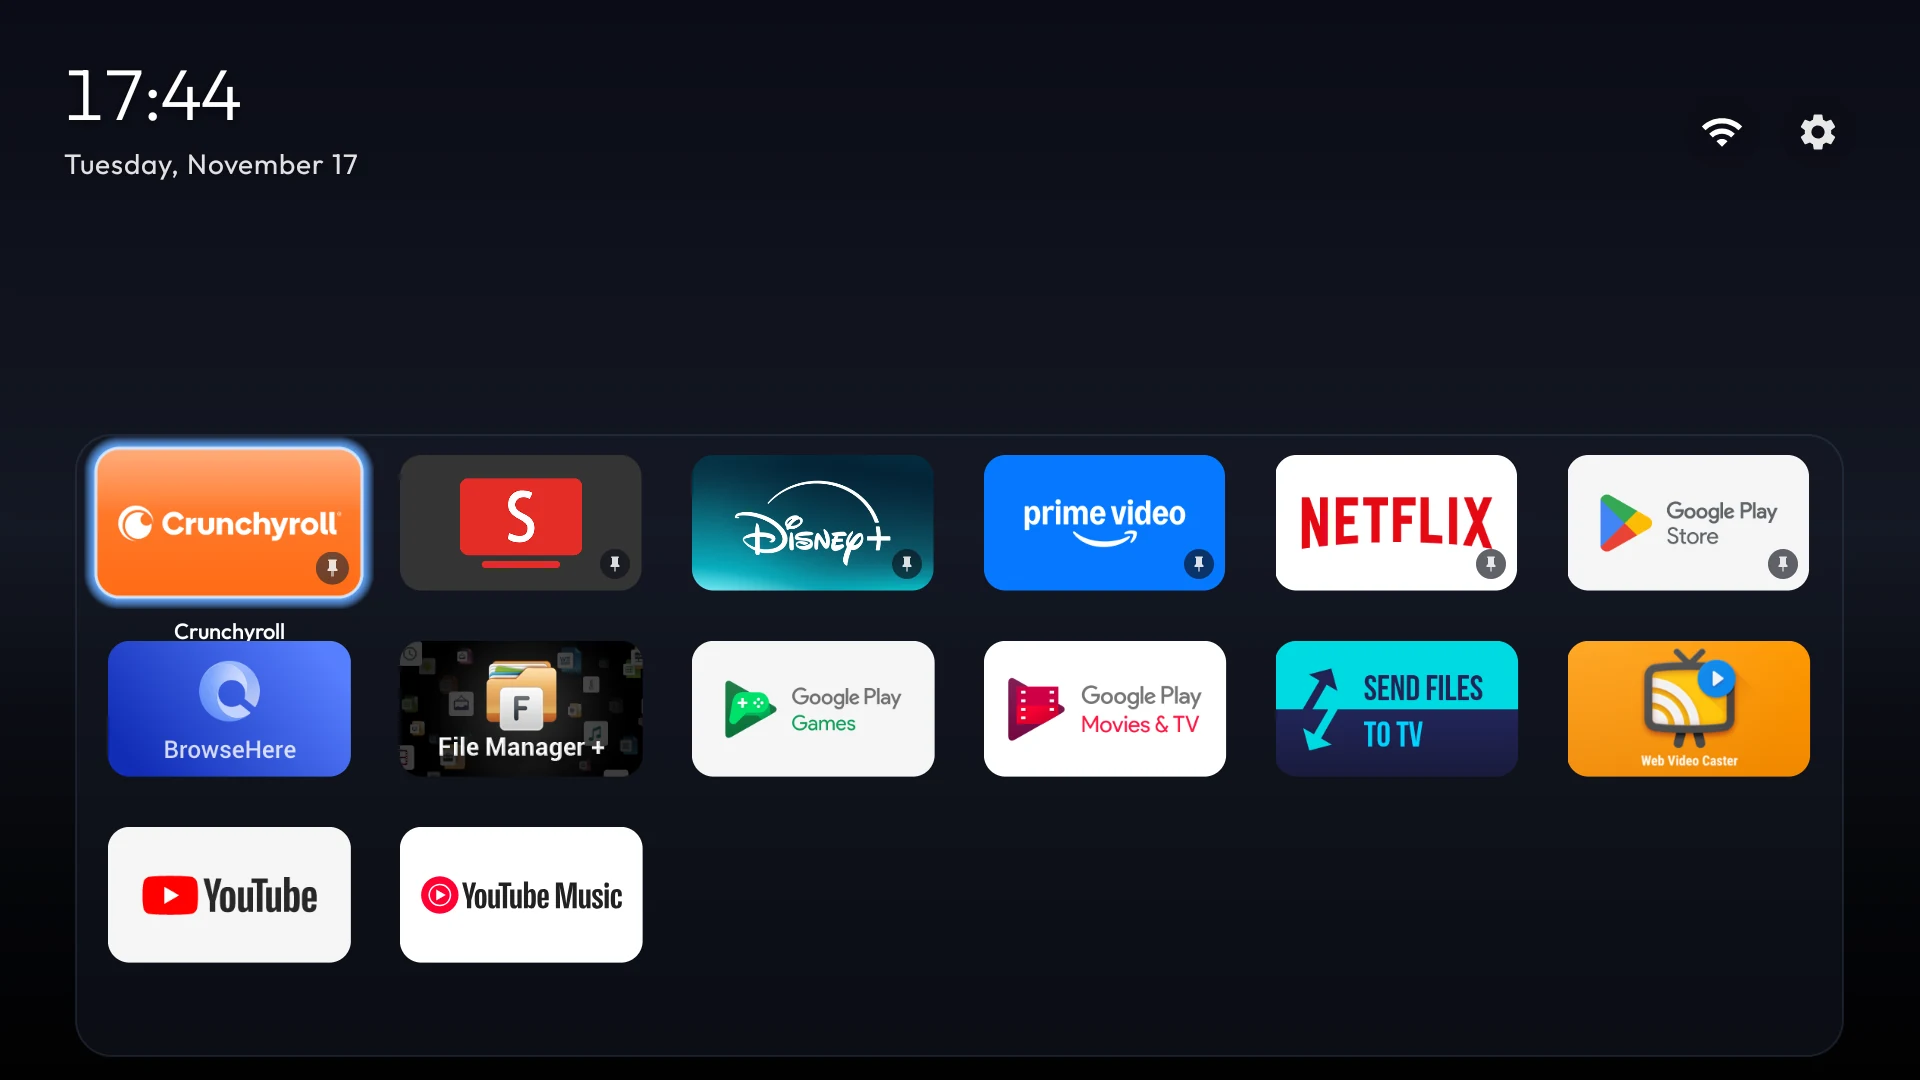 17:44
Tuesday, November 17
Crunchyroll
S
Disney+
prime video
NETFLIX
Google Play
Store
Crunchyroll
BrowseHere
F
File Manager +
Google Play
Games
Google Play
Movies & TV
SEND FILES
TO TV
Web Video Caster
YouTube
YouTube Music